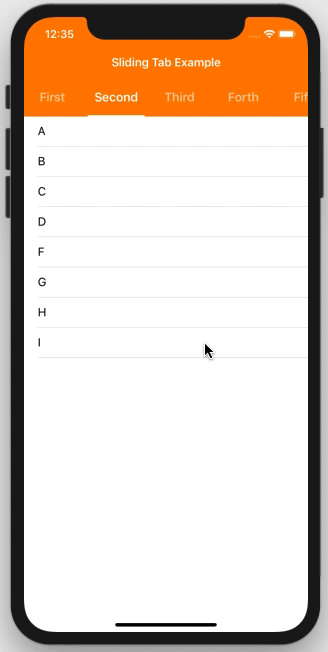 12:35
Sliding Tab Example
First Second Third Forth Fif
A
B
C
D
F
G
H
I